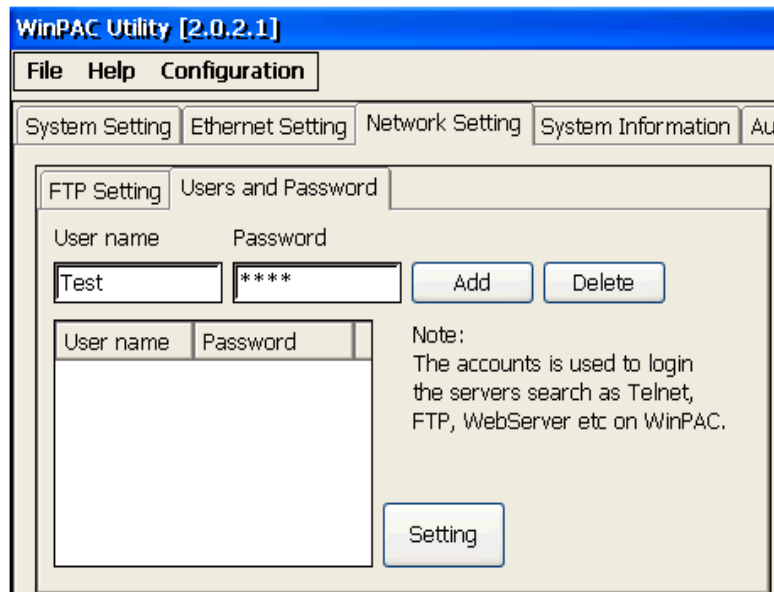 WinPAC Utility [2.0.2.1]
File Help Configuration
System Setting Ethernet Setting Network Setting System Information Au
FTP Setting Users and Password
User name Password
Test **** Add Delete
User name Password
Note:
The accounts is used to login
the servers search as Telnet,
FTP, WebServer etc on WinPAC.
Setting